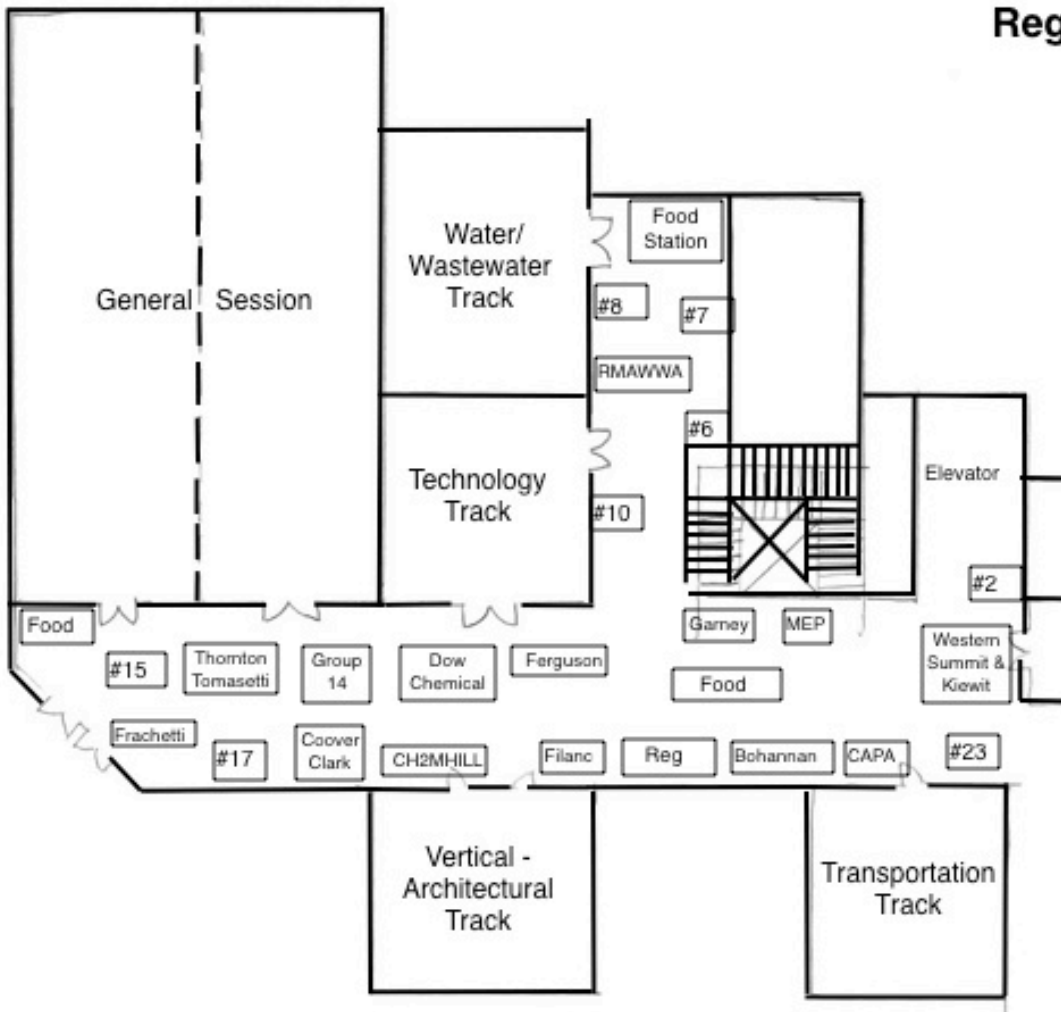 Reg
Water/
Wastewater
Track
Food
Station
General Session
#8
#7
RMAWWA
#6
Technology
Track
Elevator
#10
#2
Food
Garney
MEP
#15
Thornton
Tomasetti
Group
14
Dow
Chemical
Ferguson
Western
Summit &
Kiewit
Food
Frachetti
#17
Coover
Clark
CH2MHILL
Filanc
Reg
Bohannan
CAPA
#23
Vertical -
Architectural
Track
Transportation
Track